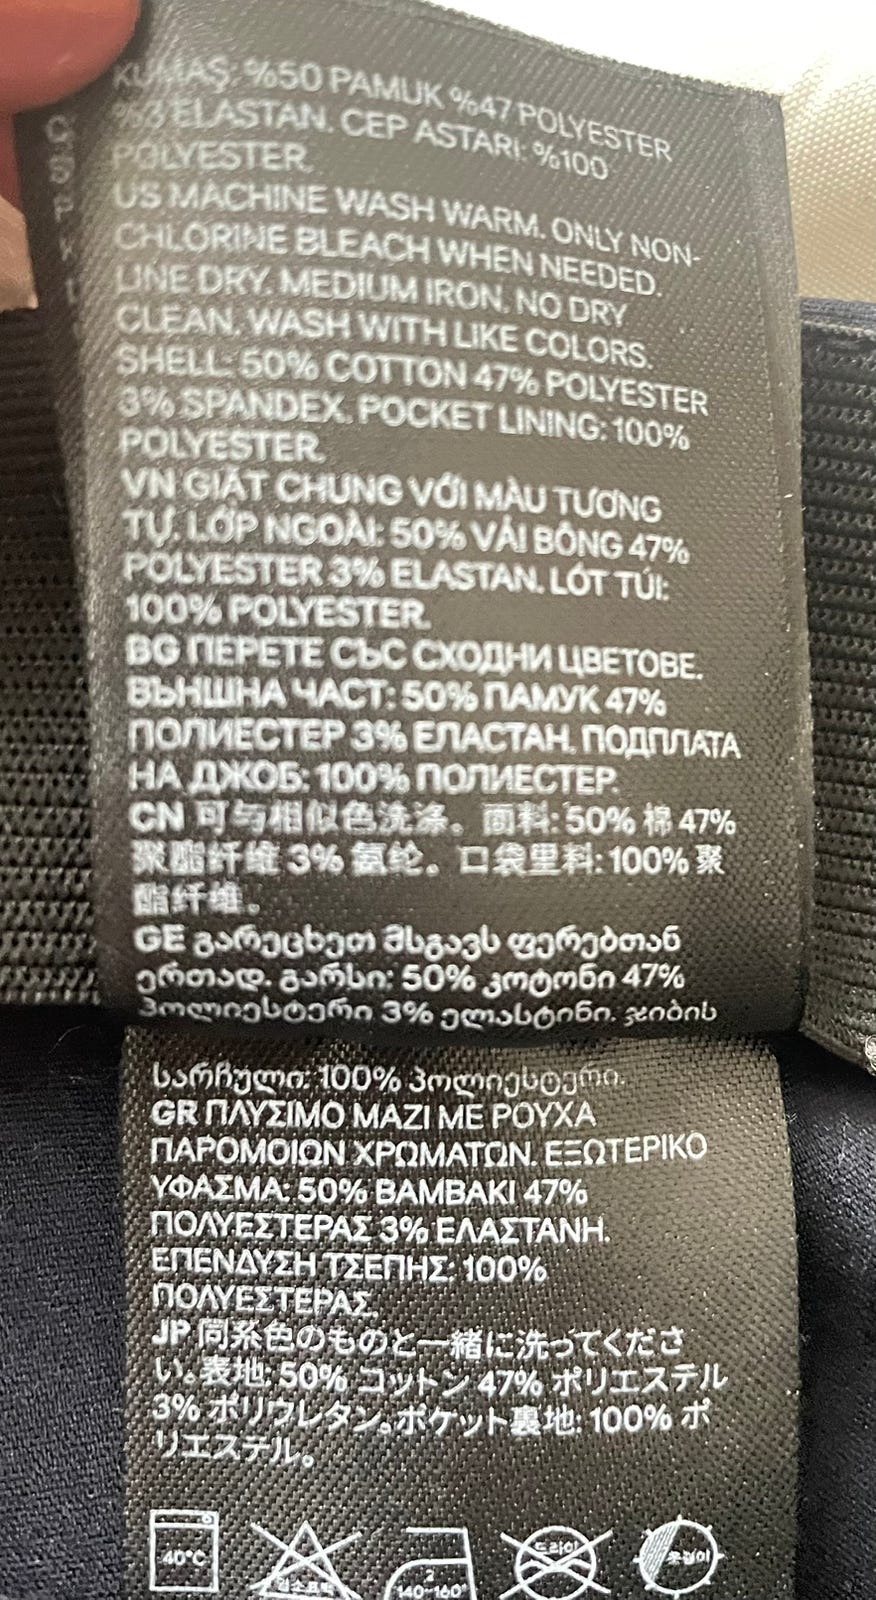 KUMAŞ: %50 PAMUK %47 POLYESTER
%3 ELASTAN. CEP ASTARI: %100
POLYESTER.
US MACHINE WASH WARM. ONLY NON-
CHLORINE BLEACH WHEN NEEDED.
LINE DRY. MEDIUM IRON. NO DRY
CLEAN. WASH WITH LIKE COLORS.
SHELL: 50% COTTON 47% POLYESTER
3% SPANDEX. POCKET LINING: 100%
POLYESTER.
VN GIẶT CHUNG VỚI MÀU TƯƠNG
TỰ. LỚP NGOÀI: 50% VẢI BÔNG 47%
POLYESTER 3% ELASTAN. LÓT TÚI:
100% POLYESTER.
BG ПЕРЕТЕ СЪС СХОДНИ ЦВЕТОВЕ.
ВЪНШНА ЧАСТ: 50% ПАМУК 47%
ПОЛИЕСТЕР 3% ЕЛАСТАН. ПОДПЛАТА
НА ДЖОБ: 100% ПОЛИЕСТЕР.
CN 可与相似色洗涤。面料: 50% 棉 47%
聚酯纤维 3% 氨纶。口袋里料: 100% 聚
酯纤维。
GE გარეცხეთ მსგავს ფერებთან
ერთად. გარსი: 50% კოტონი 47%
პოლიესტერი 3% ელასტინი. ჯიბის
სარჩული: 100% პოლიესტერი.
GR ΠΛΥΣΙΜΟ ΜΑΖΙ ΜΕ ΡΟΥΧΑ
ΠΑΡΟΜΟΙΩΝ ΧΡΩΜΑΤΩΝ. ΕΞΩΤΕΡΙΚΟ
ΥΦΑΣΜΑ: 50% ΒΑΜΒΑΚΙ 47%
ΠΟΛΥΕΣΤΕΡΑΣ 3% ΕΛΑΣΤΑΝΗ.
ΕΠΕΝΔΥΣΗ ΤΣΕΠΗΣ: 100%
ΠΟΛΥΕΣΤΕΡΑΣ.
JP 同系色のものと一緒に洗ってくださ
い。表地: 50% コットン 47% ポリエステル
3% ポリウレタン。ポケット裏地: 100% ポ
リエステル。
40°C
2
140~160°
드라이
옷걸이